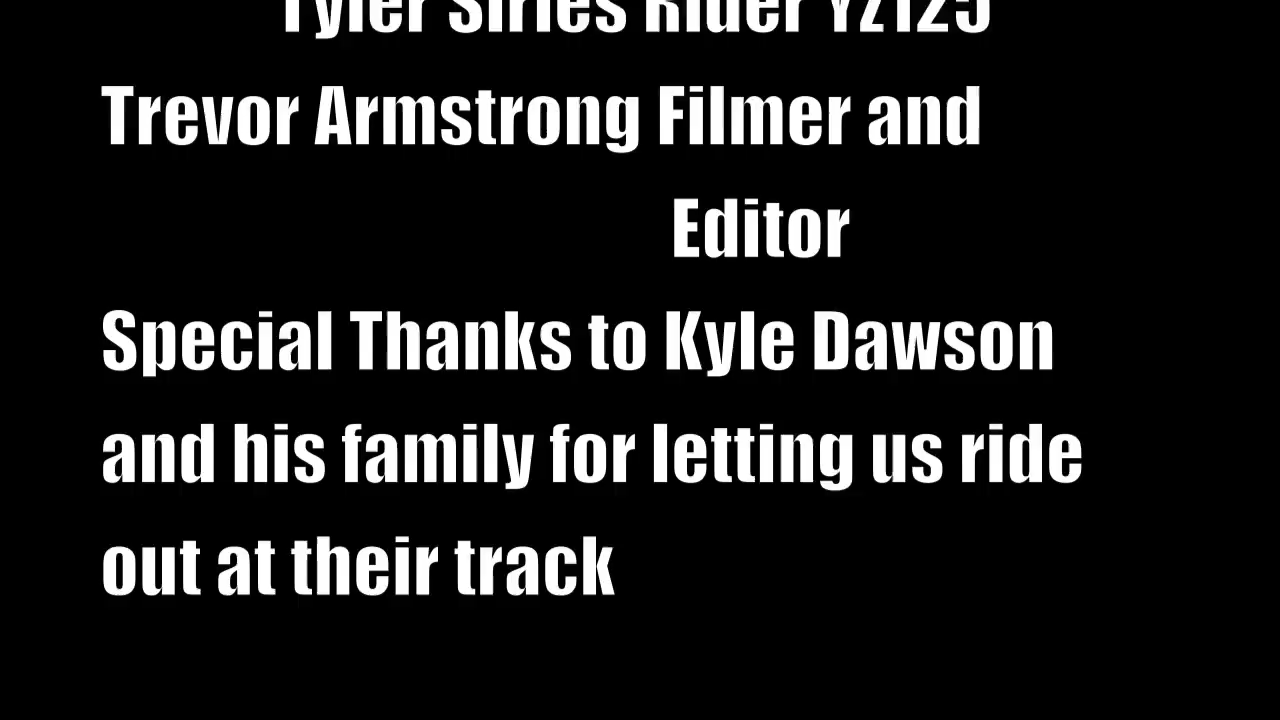 Tyler Rider YZ125
Trevor Armstrong Filmer and
Editor
Special Thanks to Kyle Dawson
and his family for letting us ride
out at their track